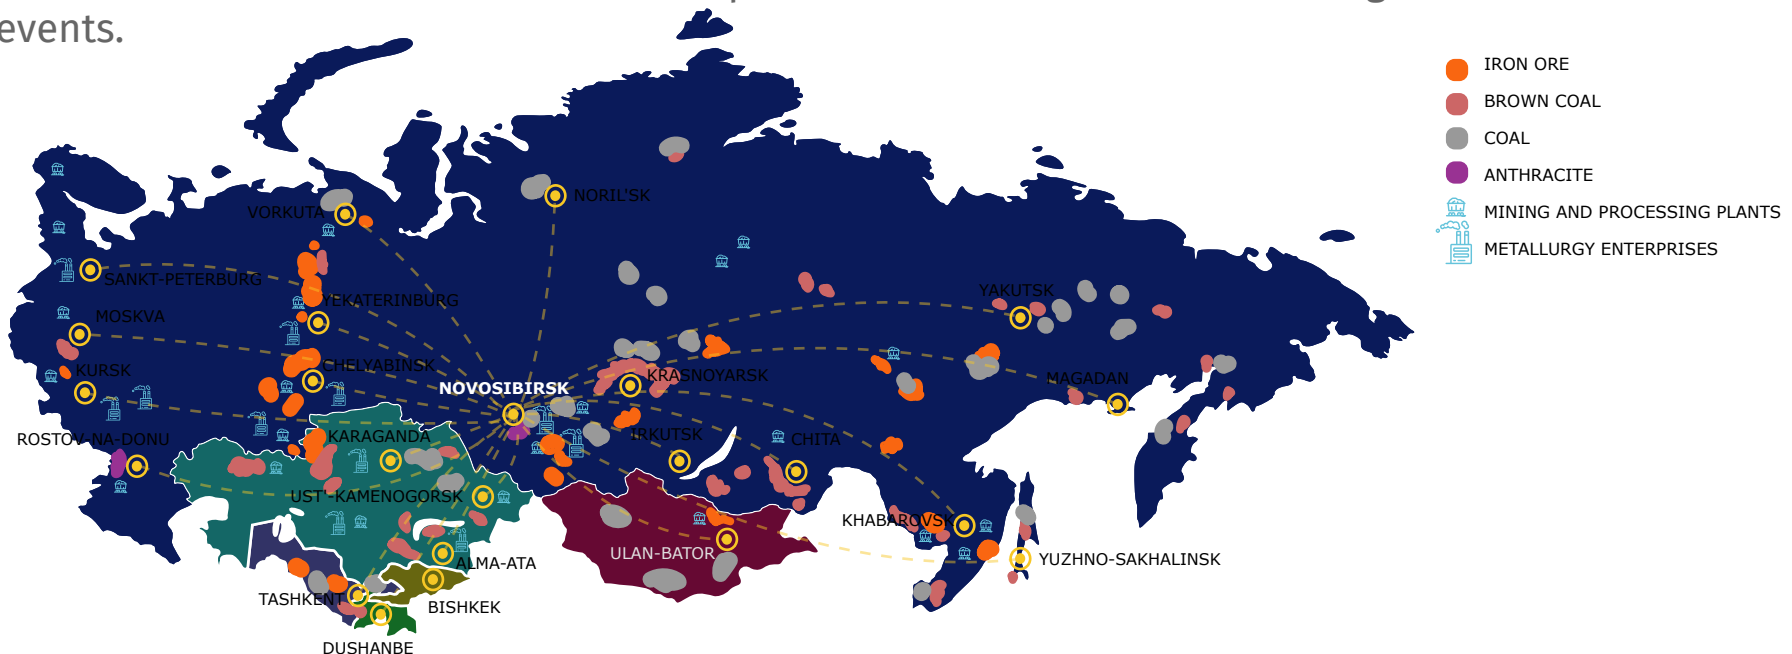 events.
IRON ORE
BROWN COAL
COAL
ANTHRACITE
MINING AND PROCESSING PLANTS
METALLURGY ENTERPRISES
NORIL'SK
VORKUTA
SANKT-PETERBURG
YEKATERINBURG
YAKUTSK
MOSKVA
CHELYABINSK
KURSK
KRASNOYARSK
MAGADAN
NOVOSIBIRSK
ROSTOV-NA-DONU
KARAGANDA
IRKUTSK
CHITA
UST'-KAMENOGORSK
KHABAROVSK
ULAN-BATOR
YUZHNO-SAKHALINSK
ALMA-ATA
TASHKENT
BISHKEK
DUSHANBE